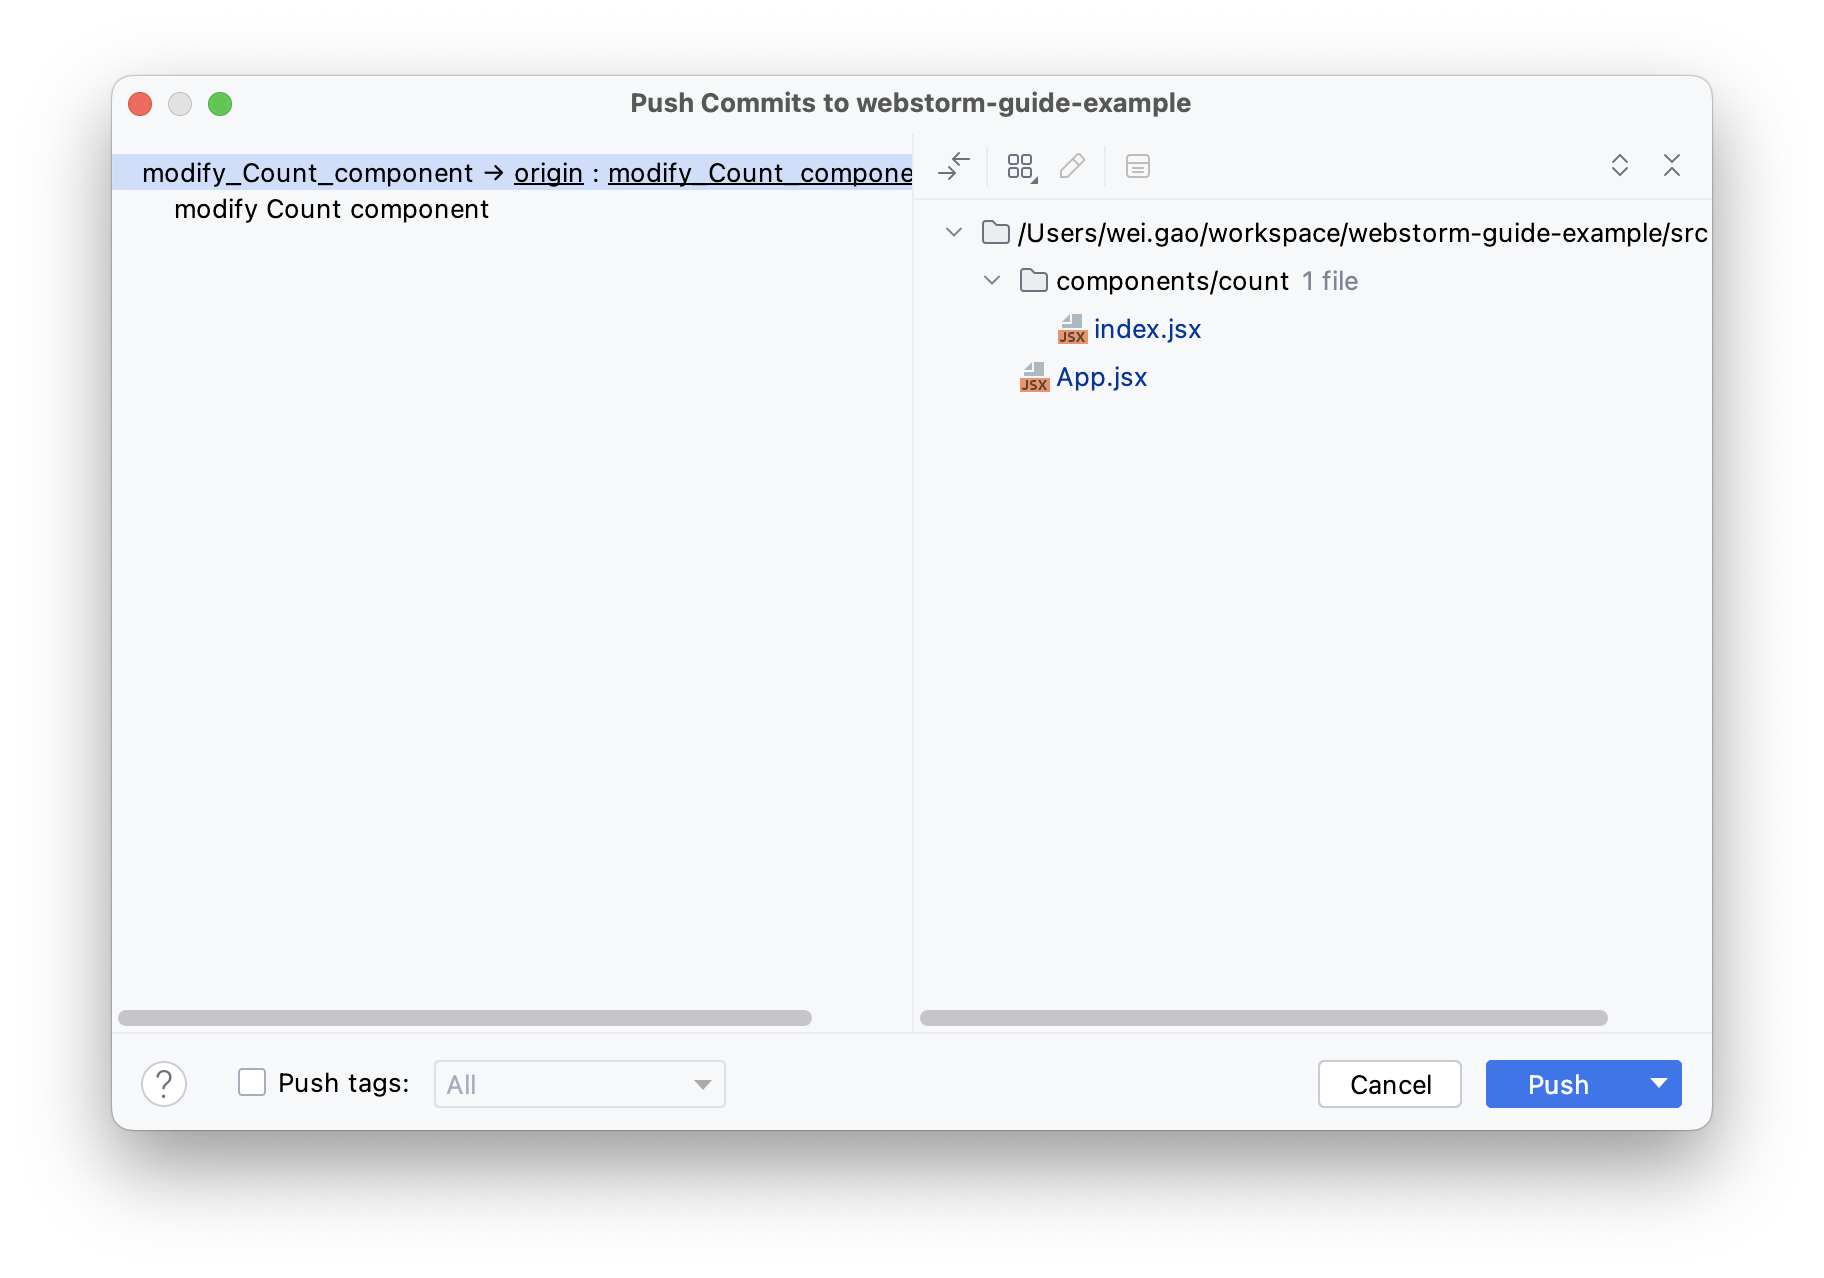 Push Commits to webstorm-guide-example
modify_Count_component → origin : modify_Count_compone
modify Count component
/Users/wei.gao/workspace/webstorm-guide-example/src
components/count 1 file
JSX index.jsx
JSX App.jsx
? Push tags: All Cancel Push